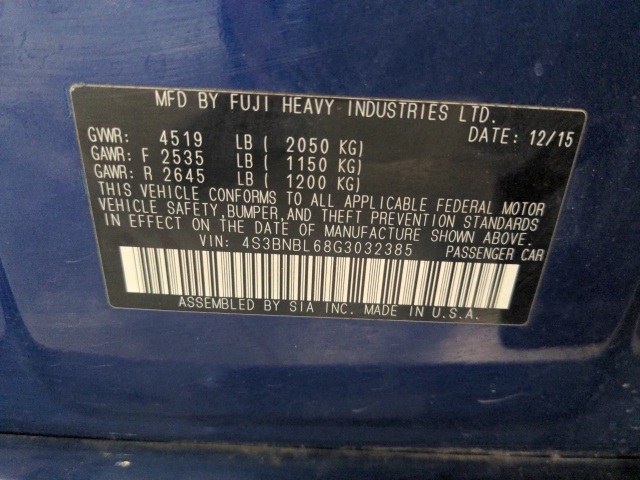 MFD BY FUJI HEAVY INDUSTRIES LTD.
DATE: 12/15
GVWR: 4519 LB ( 2050 KG)
GAWR: F 2535 LB ( 1150 KG)
GAWR: R 2645 LB ( 1200 KG)
THIS VEHICLE CONFORMS TO ALL APPLICABLE FEDERAL MOTOR
VEHICLE SAFETY, BUMPER, AND THEFT PREVENTION STANDARDS
IN EFFECT ON THE DATE OF MANUFACTURE SHOWN ABOVE.
VIN: 4S3BNBL68G3032385 PASSENGER CAR
ASSEMBLED BY SIA INC. MADE IN U.S.A.